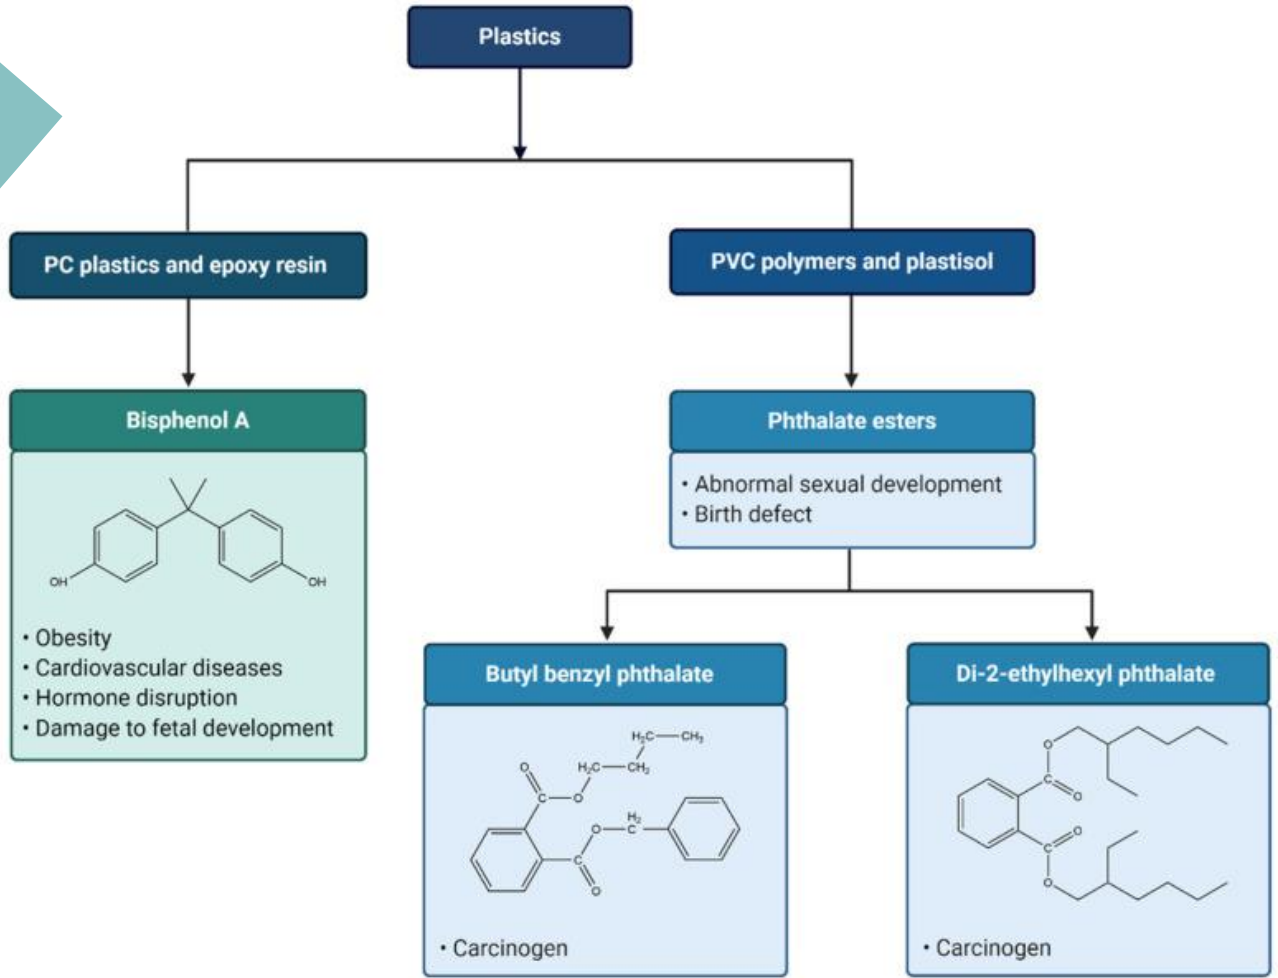 Plastics
PC plastics and epoxy resin
PVC polymers and plastisol
Bisphenol A
OH
OH
• Obesity
• Cardiovascular diseases
• Hormone disruption
• Damage to fetal development
Phthalate esters
• Abnormal sexual development
• Birth defect
Butyl benzyl phthalate
H₂C—CH₃
O
H₂C—CH₂
C—O
H₂
O—C
C
O
• Carcinogen
Di-2-ethylhexyl phthalate
O
C
O
O
C
O
• Carcinogen